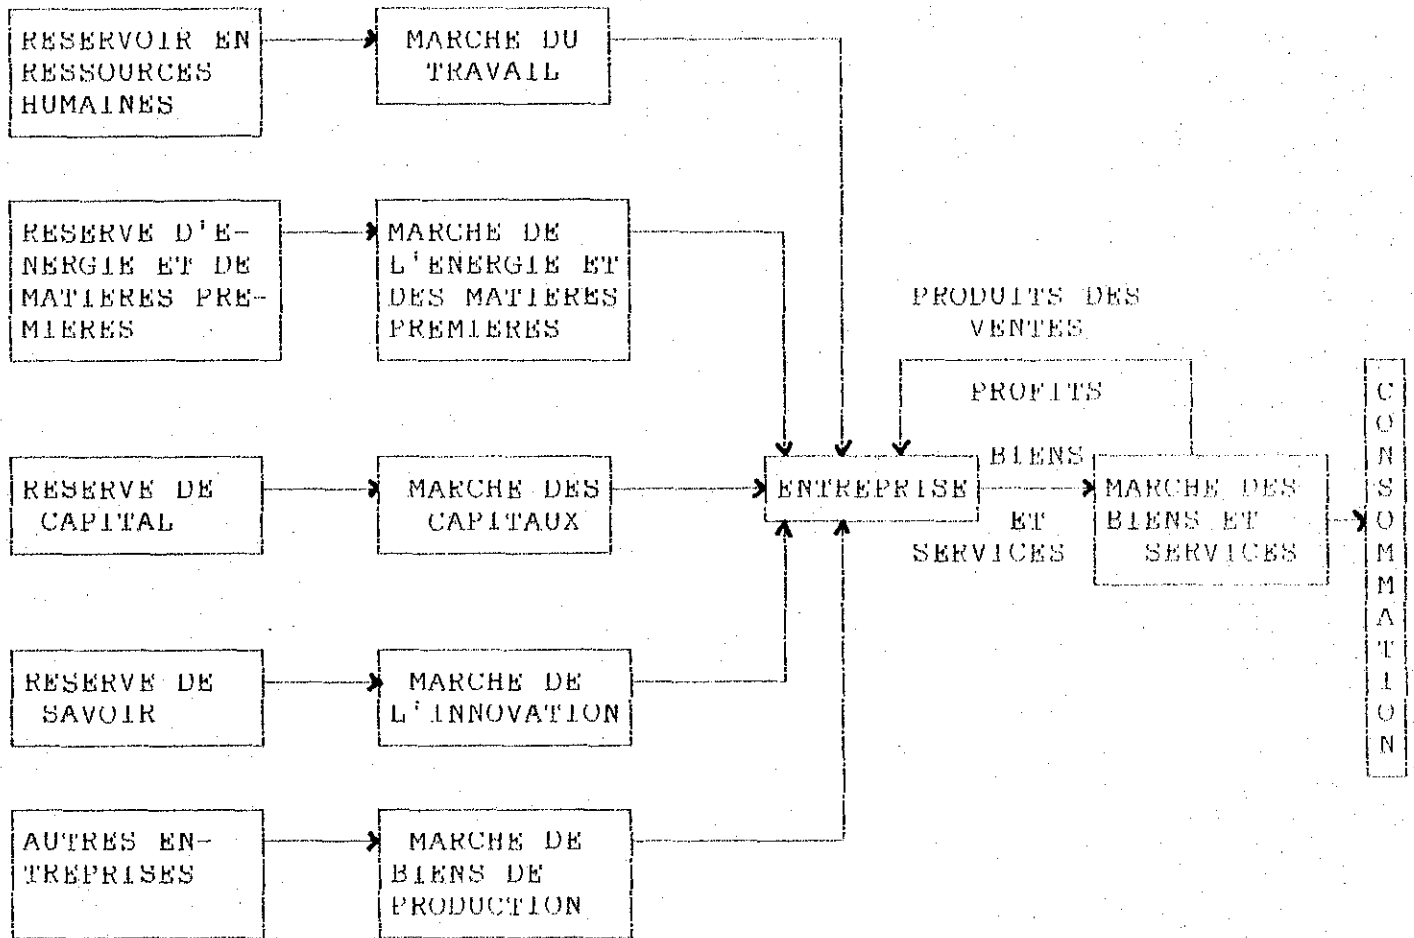 RESERVOIR EN
RESSOURCES
HUMAINES
MARCHE DU
TRAVAIL
RESERVE D'E-
NERGIE ET DE
MATIERES PRE-
MIERES
MARCHE DE
L'ENERGIE ET
DES MATIERES
PREMIERES
PRODUITS DES
VENTES
PROFITS
RESERVE DE
CAPITAL
MARCHE DES
CAPITAUX
ENTREPRISE
BIENS
ET
SERVICES
MARCHE DES
BIENS ET
SERVICES
CONSOMMATION
RESERVE DE
SAVOIR
MARCHE DE
L'INNOVATION
AUTRES EN-
TREPRISES
MARCHE DE
BIENS DE
PRODUCTION